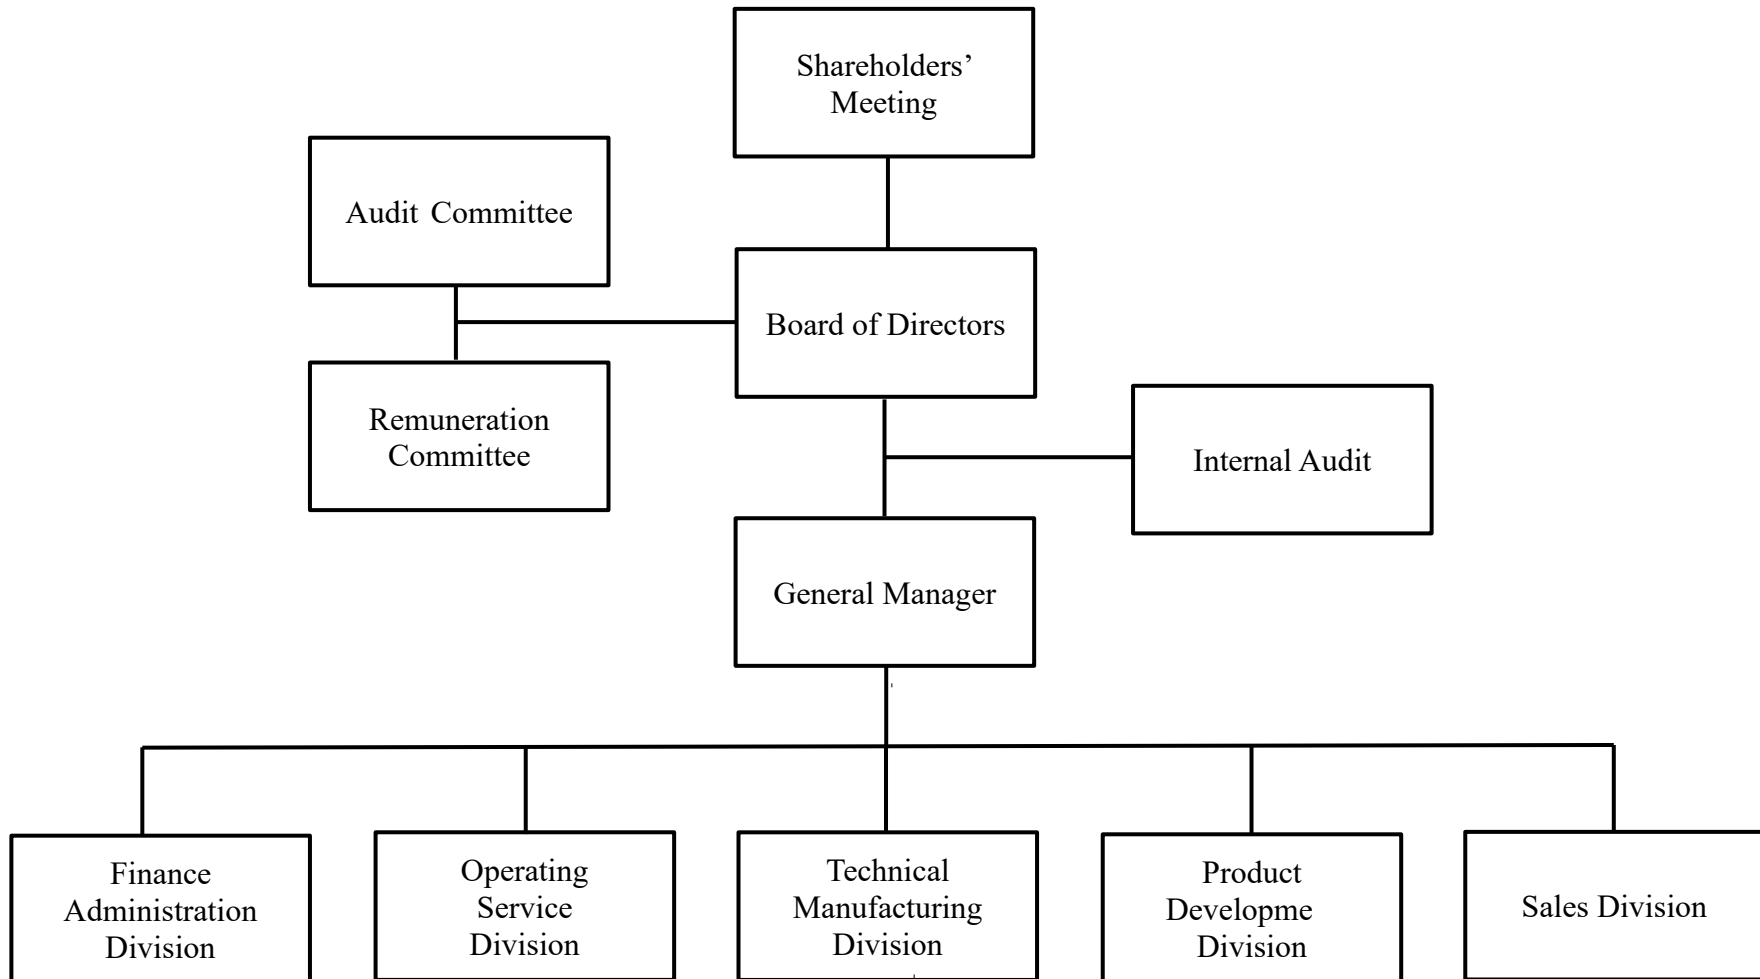 Shareholders’
Meeting
Audit Committee
Board of Directors
Remuneration
Committee
Internal Audit
General Manager
Finance
Administration
Division
Operating
Service
Division
Technical
Manufacturing
Division
Product
Developme
Division
Sales Division